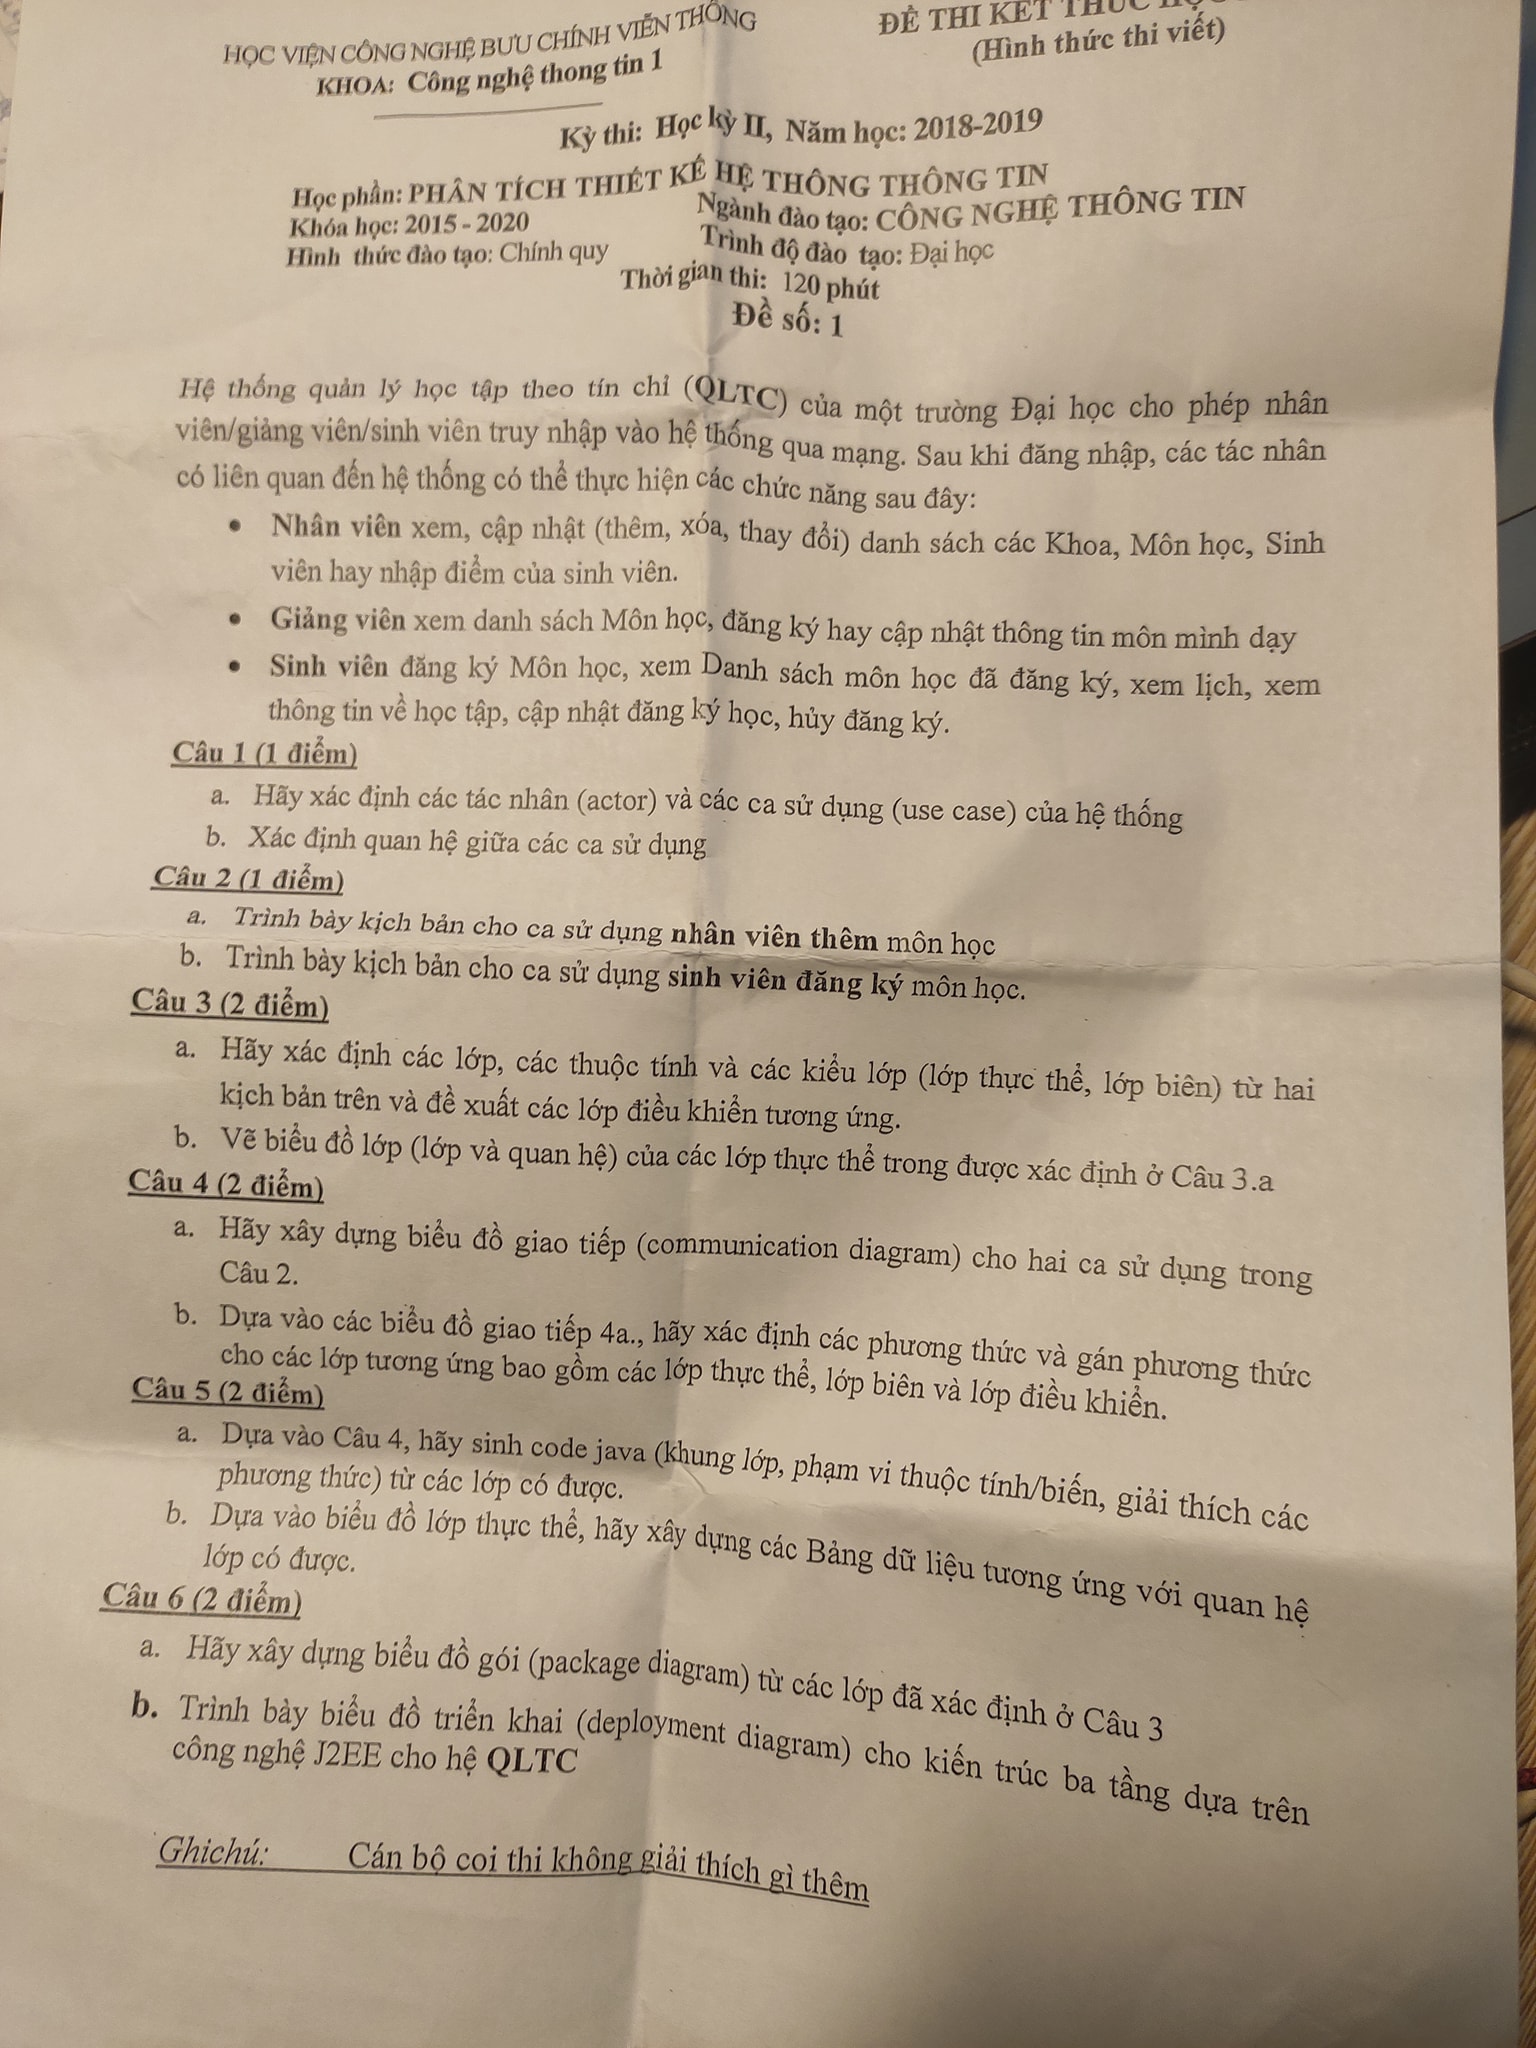 HỌC VIỆN CÔNG NGHỆ BƯU CHÍNH VIỄN THÔNG
ĐỀ THI KẾT THÚC
KHOA: Công nghệ thong tin 1
(Hình thức thi viết)
Kỳ thi: Học kỳ II, Năm học: 2018-2019
Học phần: PHÂN TÍCH THIẾT KẾ HỆ THỐNG THÔNG TIN
Khóa học: 2015 - 2020
Ngành đào tạo: CÔNG NGHỆ THÔNG TIN
Hình thức đào tạo: Chính quy
Trình độ đào tạo: Đại học
Thời gian thi: 120 phút
Đề số: 1
Hệ thống quản lý học tập theo tín chỉ (QLTC) của một trường Đại học cho phép nhân
viên/giảng viên/sinh viên truy nhập vào hệ thống qua mạng. Sau khi đăng nhập, các tác nhân
có liên quan đến hệ thống có thể thực hiện các chức năng sau đây:
• Nhân viên xem, cập nhật (thêm, xóa, thay đổi) danh sách các Khoa, Môn học, Sinh
viên hay nhập điểm của sinh viên.
• Giảng viên xem danh sách Môn học, đăng ký hay cập nhật thông tin môn mình dạy
• Sinh viên đăng ký Môn học, xem Danh sách môn học đã đăng ký, xem lịch, xem
thông tin về học tập, cập nhật đăng ký học, hủy đăng ký.
Câu 1 (1 điểm)
a. Hãy xác định các tác nhân (actor) và các ca sử dụng (use case) của hệ thống
b. Xác định quan hệ giữa các ca sử dụng
Câu 2 (1 điểm)
a. Trình bày kịch bản cho ca sử dụng nhân viên thêm môn học
b. Trình bày kịch bản cho ca sử dụng sinh viên đăng ký môn học.
Câu 3 (2 điểm)
a. Hãy xác định các lớp, các thuộc tính và các kiểu lớp (lớp thực thể, lớp biên) từ hai
kịch bản trên và đề xuất các lớp điều khiển tương ứng.
b. Vẽ biểu đồ lớp (lớp và quan hệ) của các lớp thực thể trong được xác định ở Câu 3.a
Câu 4 (2 điểm)
a. Hãy xây dựng biểu đồ giao tiếp (communication diagram) cho hai ca sử dụng trong
Câu 2.
b. Dựa vào các biểu đồ giao tiếp 4a., hãy xác định các phương thức và gán phương thức
cho các lớp tương ứng bao gồm các lớp thực thể, lớp biên và lớp điều khiển.
Câu 5 (2 điểm)
a. Dựa vào Câu 4, hãy sinh code java (khung lớp, phạm vi thuộc tính/biến, giải thích các
phương thức) từ các lớp có được.
b. Dựa vào biểu đồ lớp thực thể, hãy xây dựng các Bảng dữ liệu tương ứng với quan hệ
lớp có được.
Câu 6 (2 điểm)
a. Hãy xây dựng biểu đồ gói (package diagram) từ các lớp đã xác định ở Câu 3
b. Trình bày biểu đồ triển khai (deployment diagram) cho kiến trúc ba tầng dựa trên
công nghệ J2EE cho hệ QLTC
Ghichú: Cán bộ coi thi không giải thích gì thêm